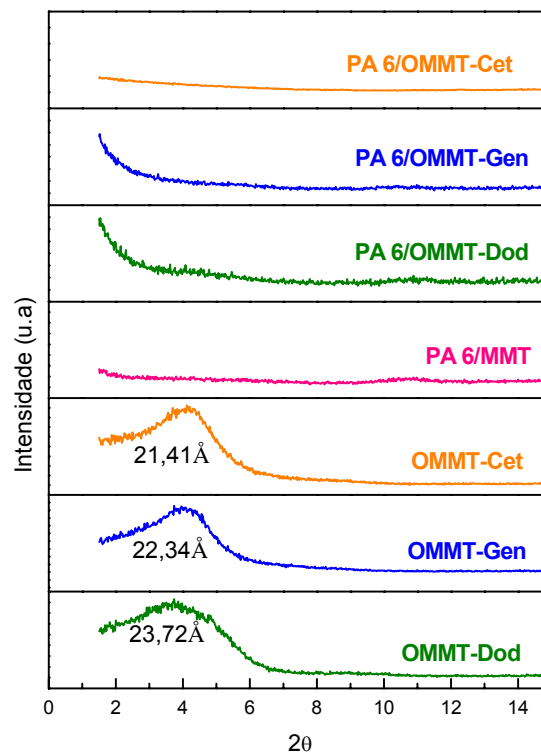 PA 6/OMMT-Cet
PA 6/OMMT-Gen
PA 6/OMMT-Dod
PA 6/MMT
OMMT-Cet
21,41Å
OMMT-Gen
22,34Å
OMMT-Dod
23,72Å
Intensidade (u.a)
2 4 6 8 10 12 14
0
2θ